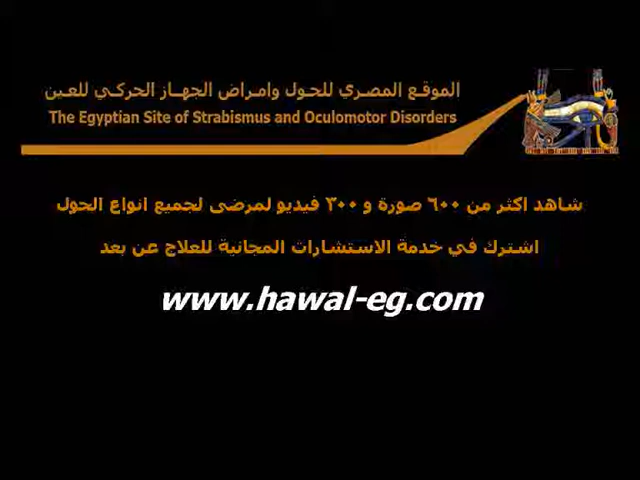 الموقع المصري للحول وامراض الجهاز الحركي للعين
The Egyptian Site of Strabismus and Oculomotor Disorders
شاهد اكثر من ٦٠٠ صورة و ٣٠٠ فيديو لمرضى لجميع انواع الحول
اشترك في خدمة الاستشارات المجانية للعلاج عن بعد
www.hawal-eg.com